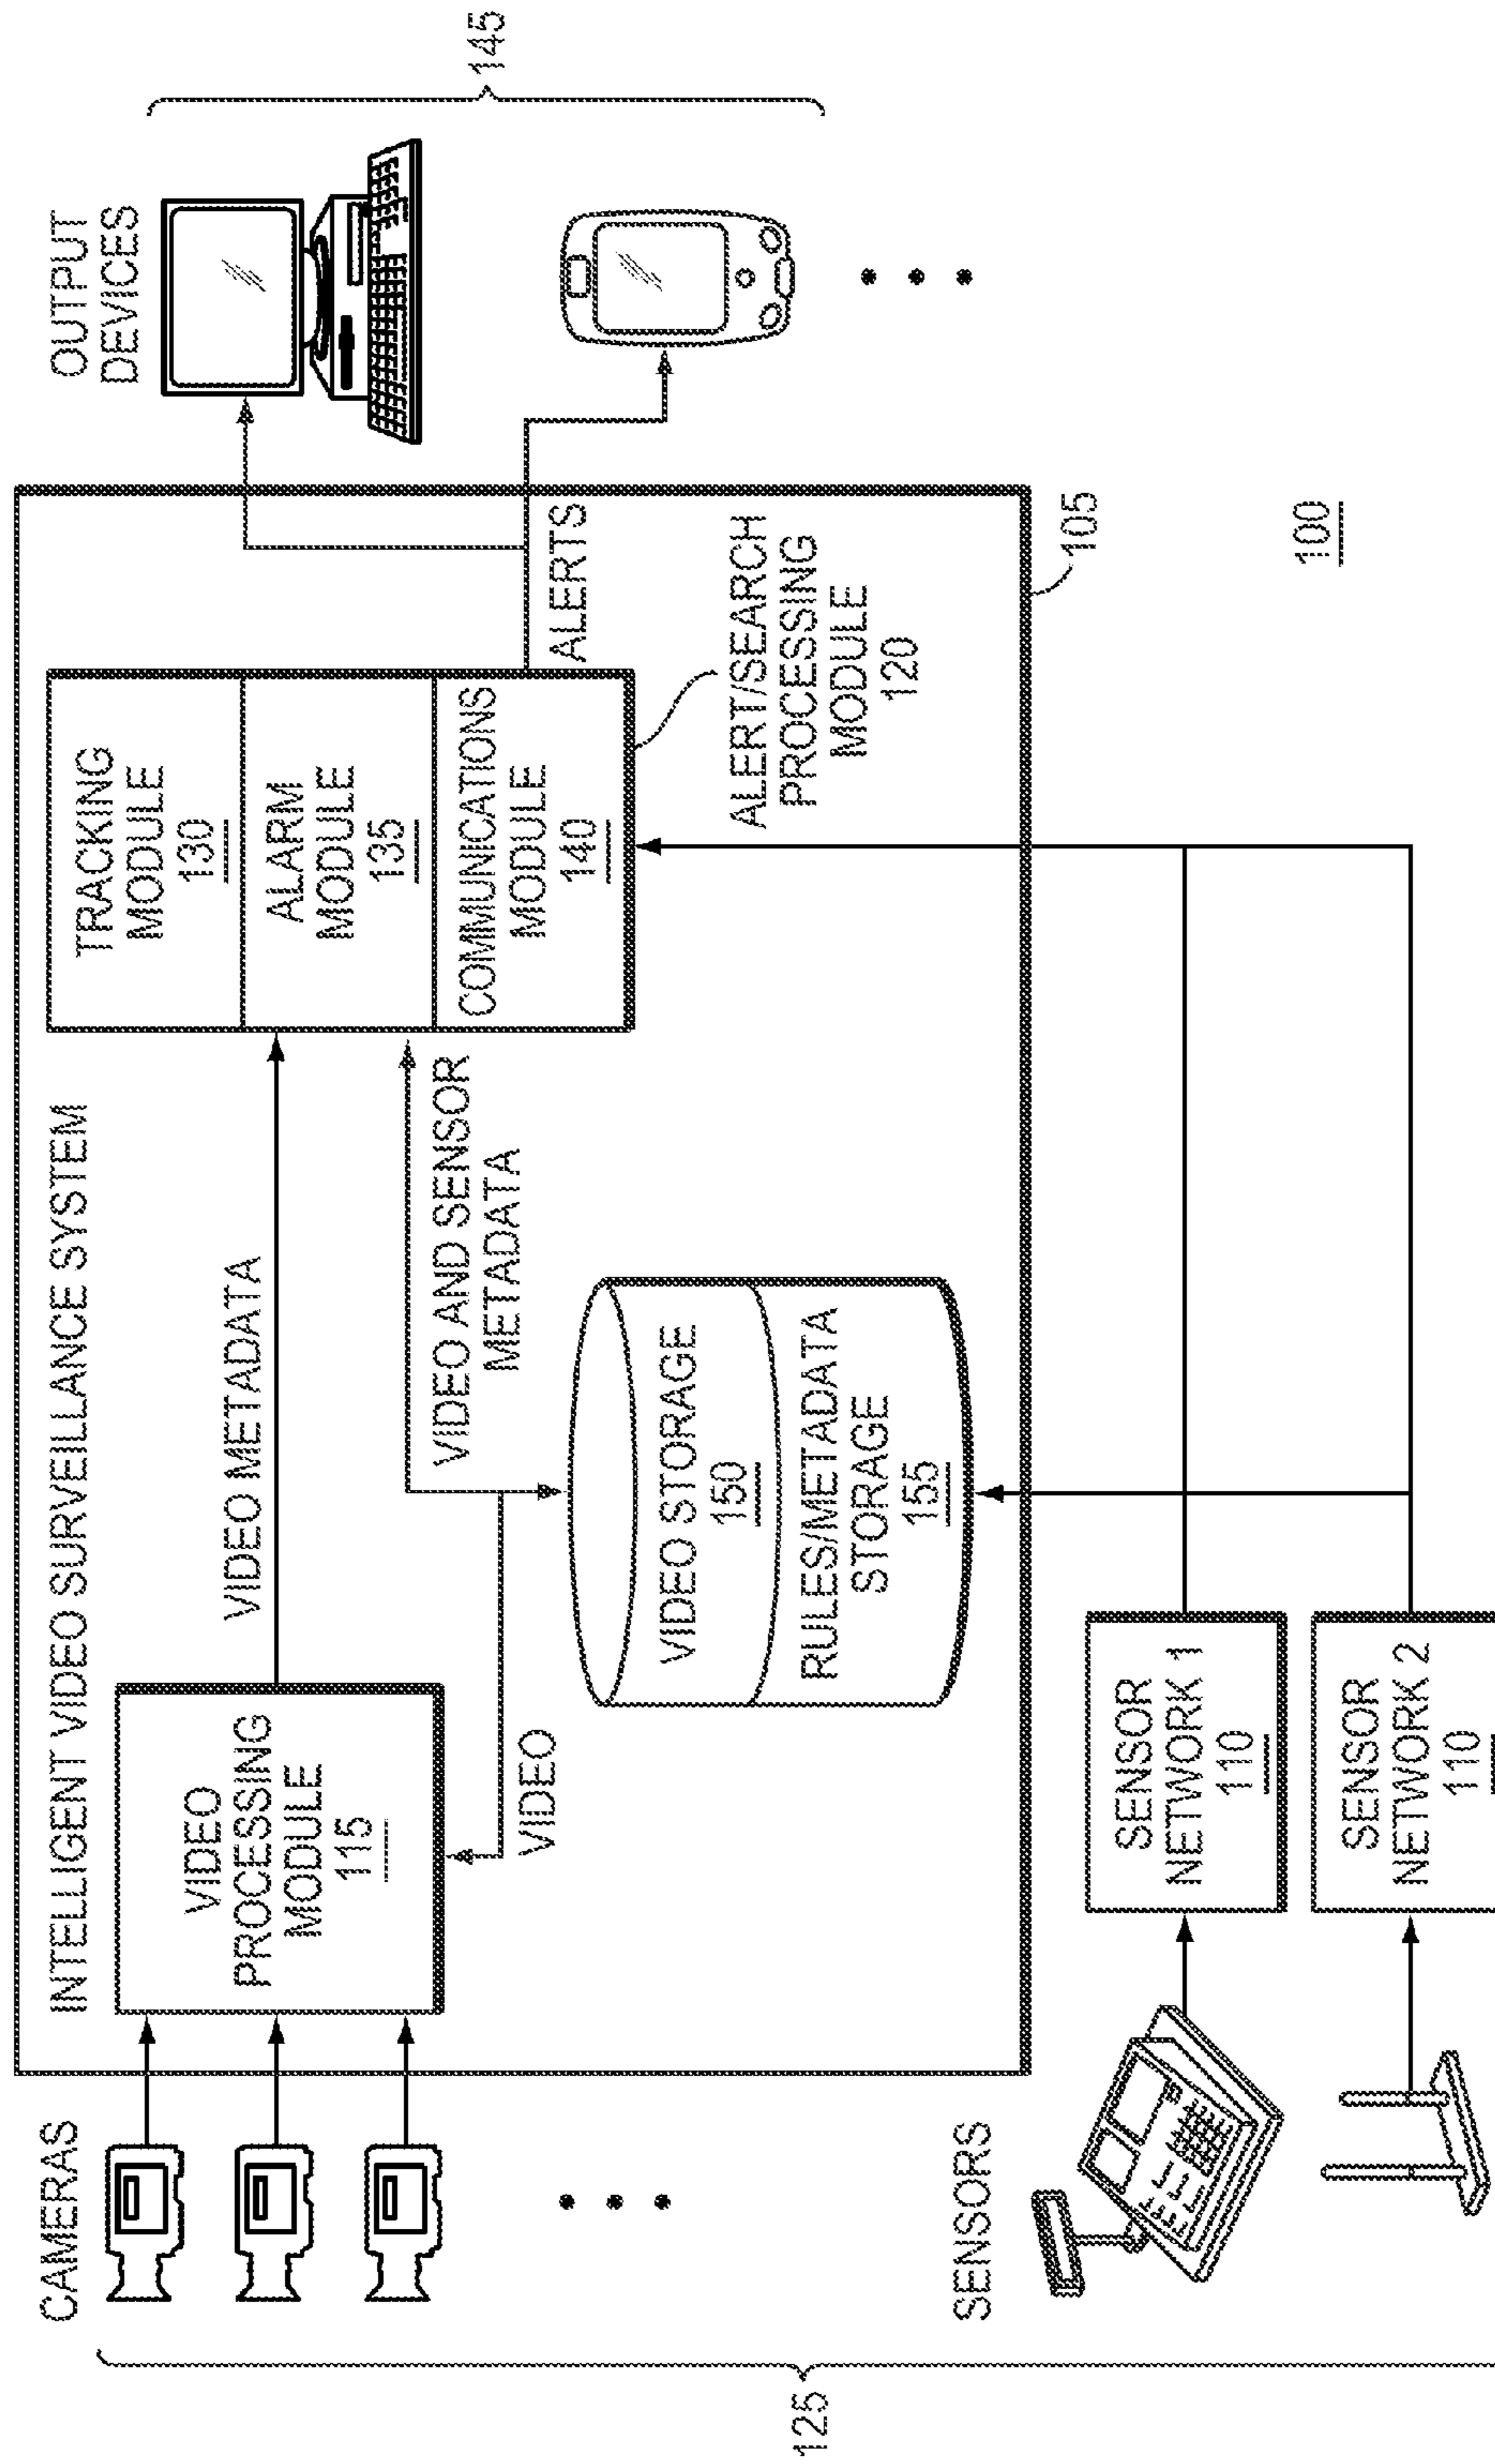 INTELLIGENT VIDEO SURVEILLANCE SYSTEM
CAMERAS
VIDEO
PROCESSING
MODULE
115
VIDEO METADATA
TRACKING
MODULE
130
ALARM
MODULE
135
COMMUNICATIONS
MODULE
140
OUTPUT
DEVICES
145
VIDEO AND SENSOR
METADATA
VIDEO
ALERTS
VIDEO STORAGE
150
RULES/METADATA
STORAGE
155
ALERT/SEARCH
PROCESSING
MODULE
120
105
125
SENSORS
SENSOR
NETWORK 1
110
SENSOR
NETWORK 2
110
100